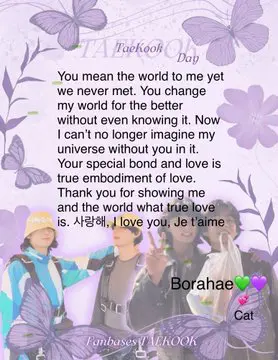 TAEKOOK
TaeKook
Day
You mean the world to me yet
we never met. You change
my world for the better
without even knowing it. Now
I can't no longer imagine my
universe without you in it.
Your special bond and love is
true embodiment of love.
Thank you for showing me
and the world what true love
is. 사랑해, I love you, Je t'aime
Borahae💚💜
💕
Cat
Fanbases TAEKOOK